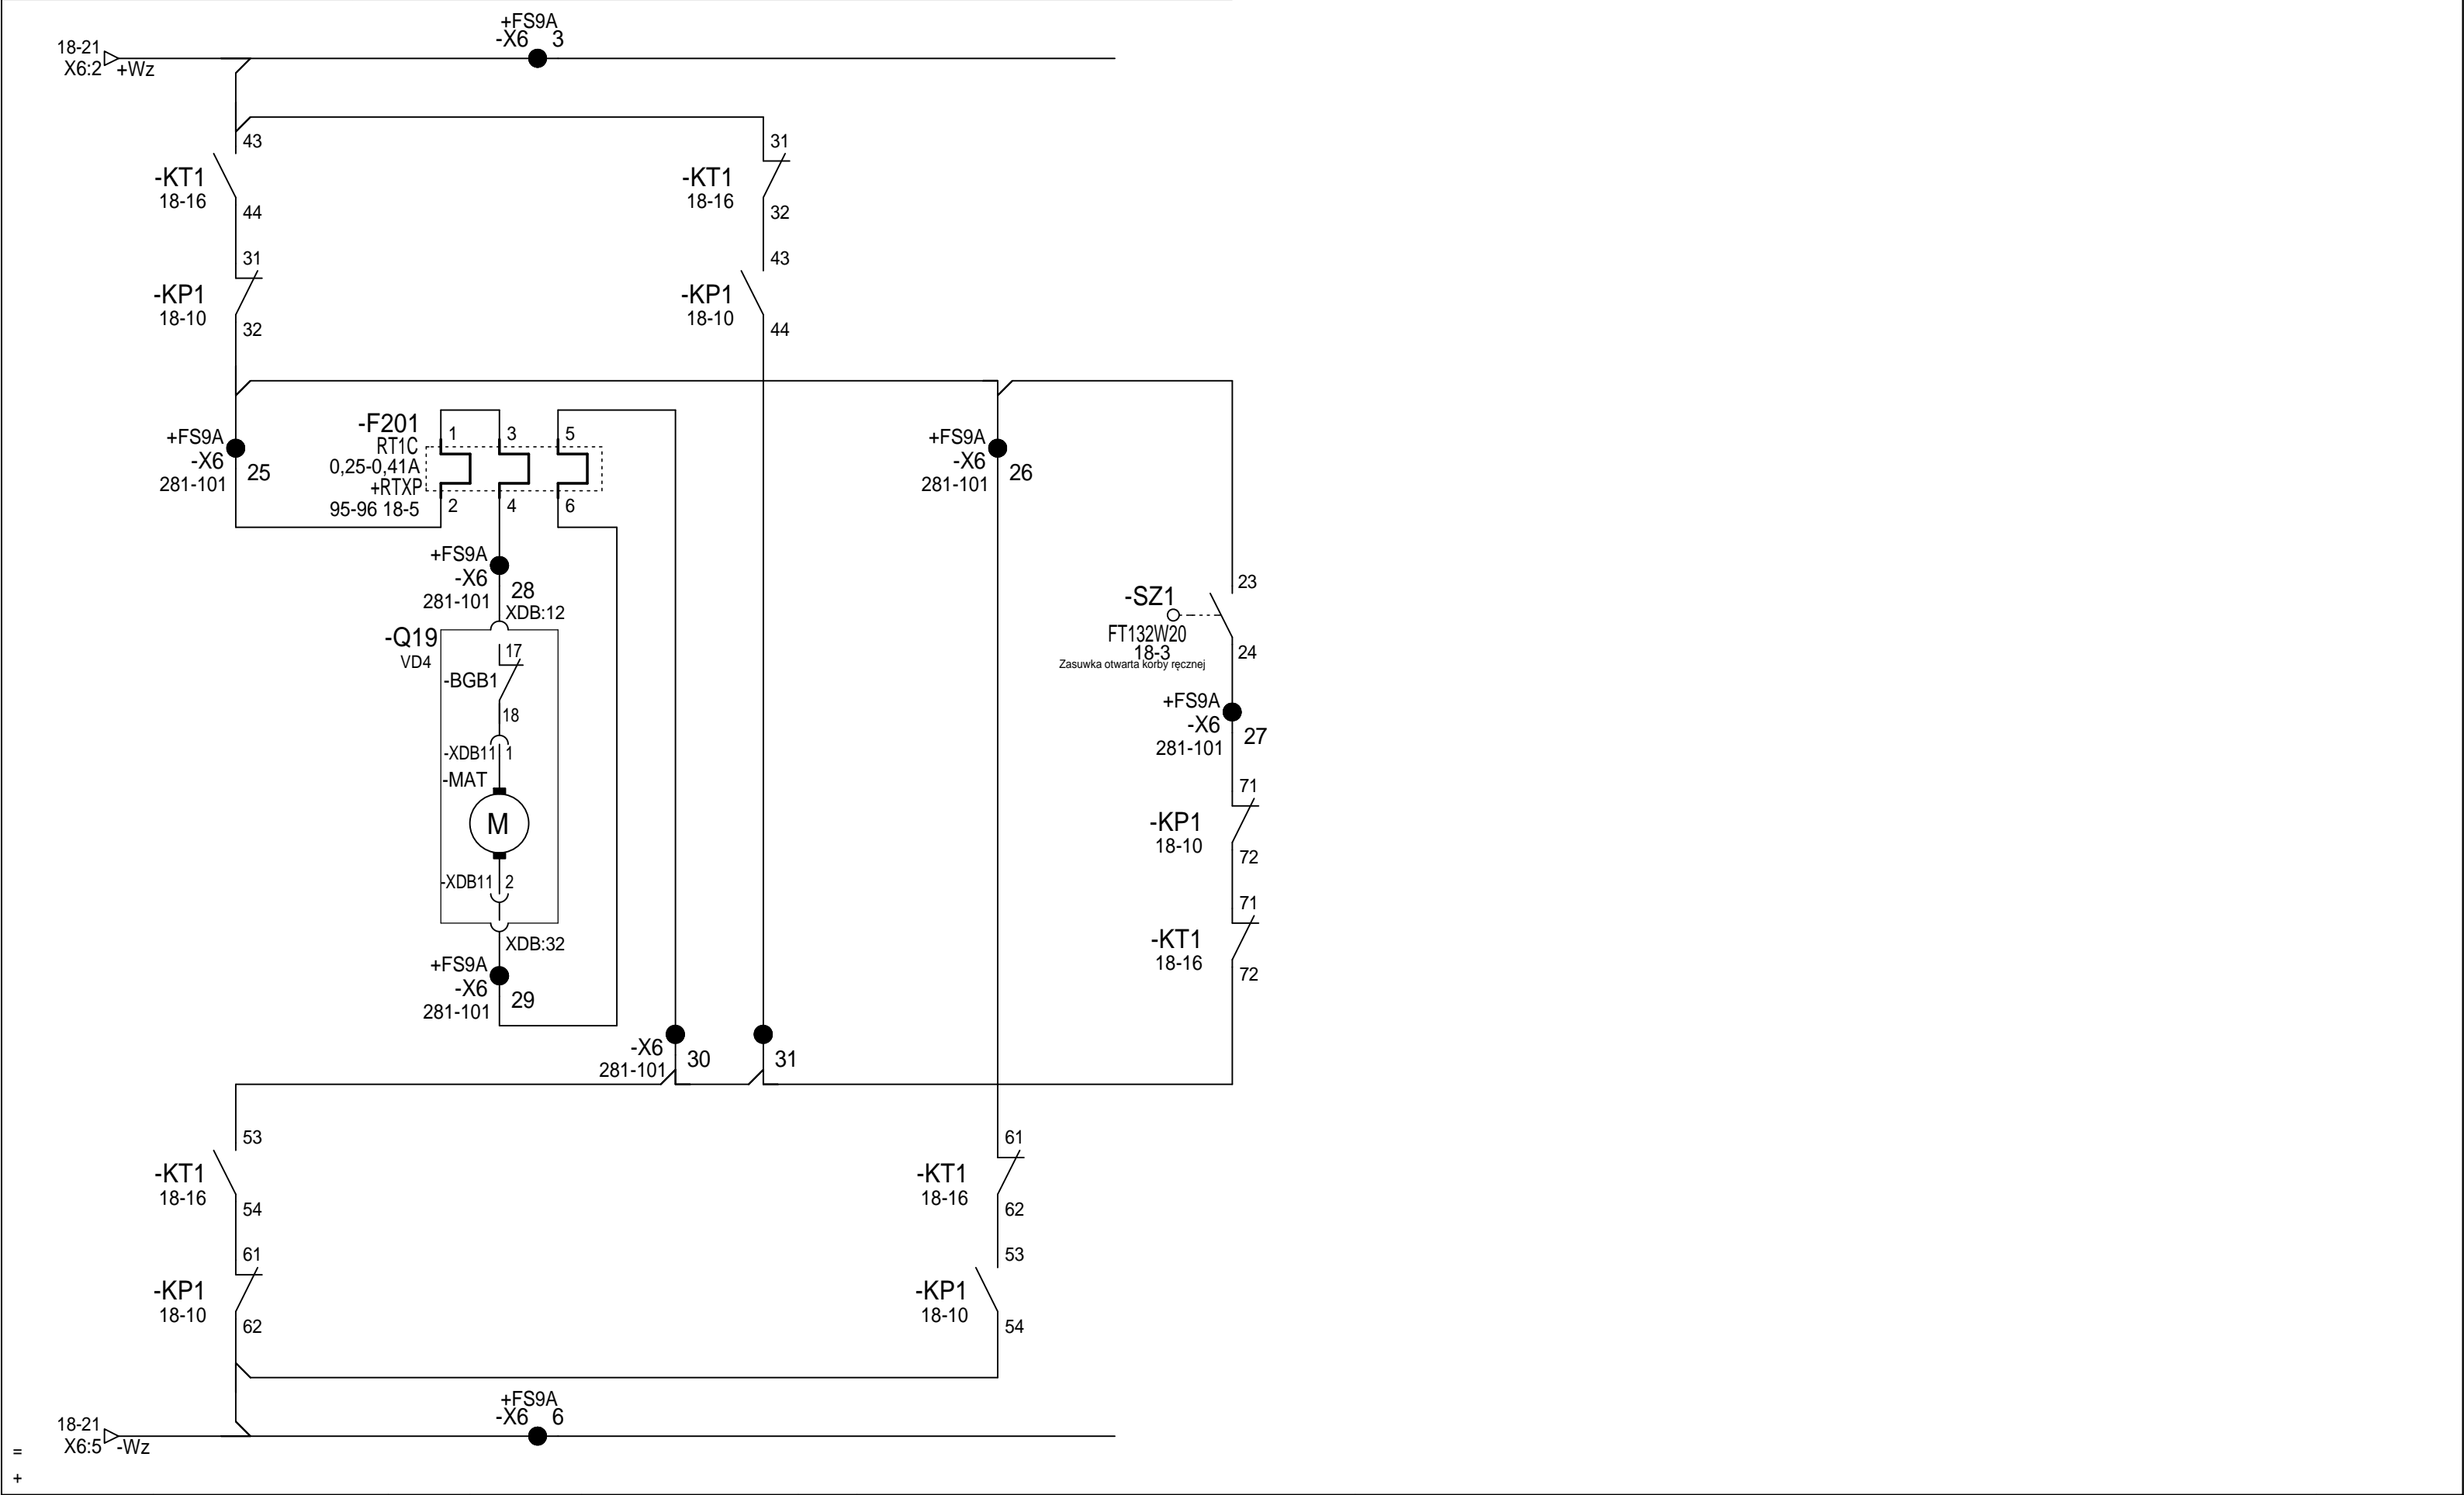 +FS9A
-X6 3
18-21
X6:2 +Wz
43
-KT1
18-16
44
31
-KP1
18-10
32
31
-KT1
18-16
32
43
-KP1
18-10
44
+FS9A
-X6
281-101
25
-F201
RT1C
0,25-0,41A
+RTXP
95-96 18-5
1 3 5
2 4 6
+FS9A
-X6
281-101
28
XDB:12
-Q19
VD4
17
-BGB1
18
-XDB11 1
-MAT
M
-XDB11 2
XDB:32
+FS9A
-X6
281-101
29
-X6
281-101
30
31
+FS9A
-X6
281-101
26
23
-SZ1
FT132W20
18-3
24
Zasuwka otwarta korby ręcznej
+FS9A
-X6
281-101
27
71
-KP1
18-10
72
71
-KT1
18-16
72
53
-KT1
18-16
54
61
-KP1
18-10
62
61
-KT1
18-16
62
53
-KP1
18-10
54
+FS9A
-X6 6
18-21
X6:5 -Wz
=
+